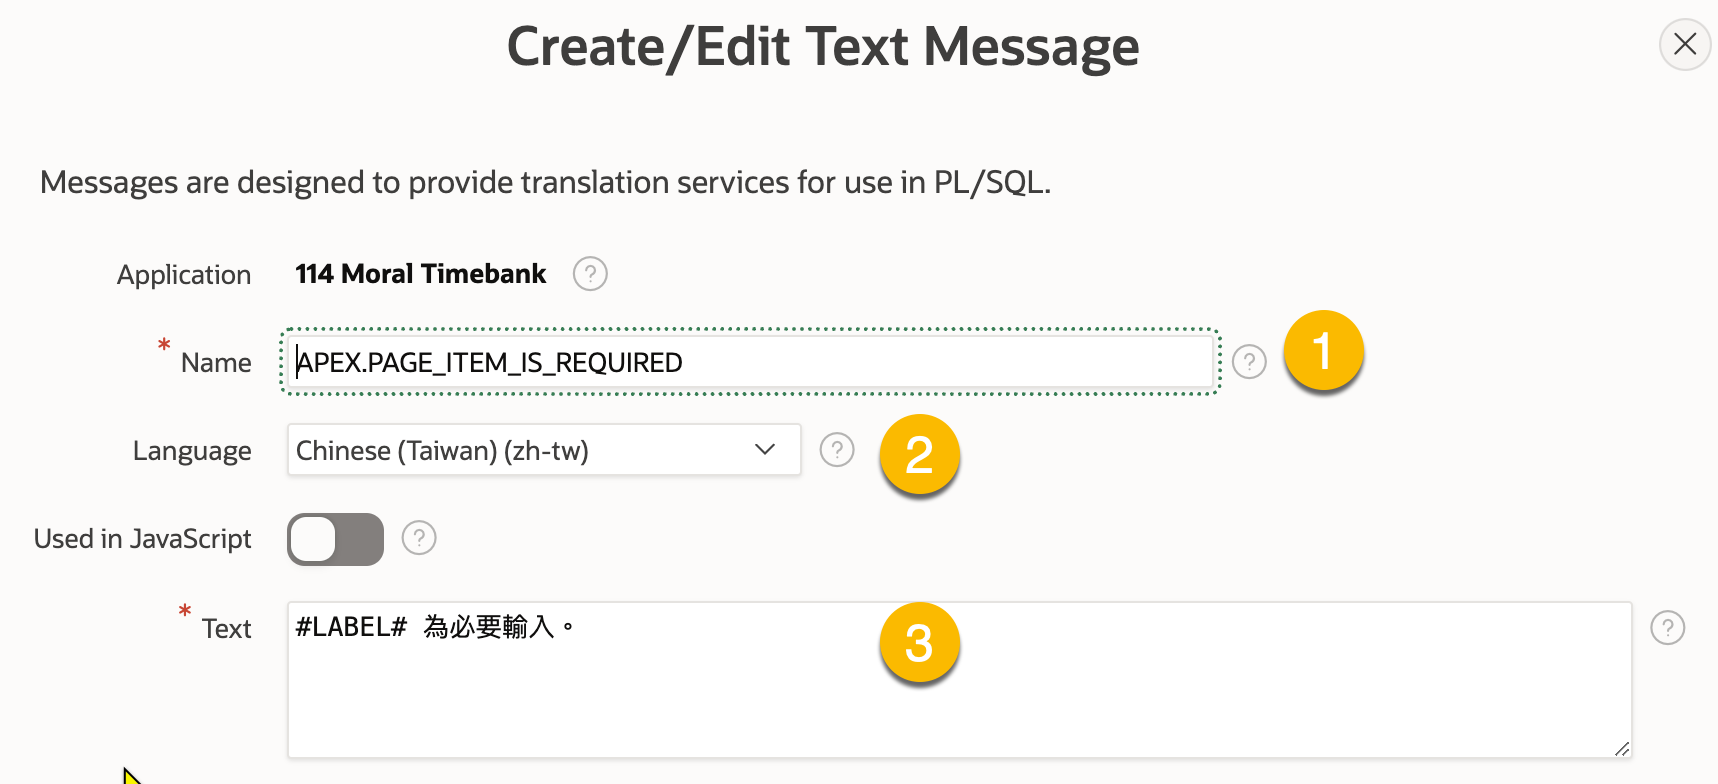 Create/Edit Text Message
Messages are designed to provide translation services for use in PL/SQL.
Application 114 Moral Timebank ?
* Name APEX.PAGE_ITEM_IS_REQUIRED ? 1
Language Chinese (Taiwan) (zh-tw) ? 2
Used in JavaScript ?
* Text #LABEL# 為必要輸入。 3 ?